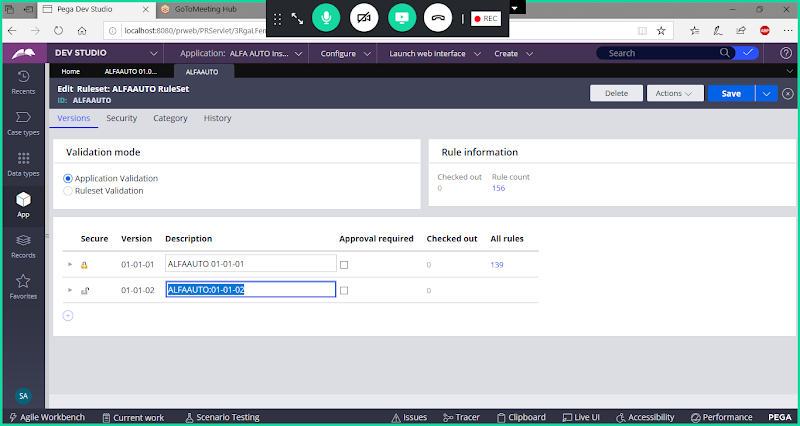 Pega Dev Studio
GoToMeeting Hub
REC
localhost:8080/prweb/PRServlet/3Rgal.Fen
DEV STUDIO
Application: ALFA AUTO Ins...
Configure
Launch web Interface
Create
Search
Home
ALFAAUTO 01.0...
ALFAAUTO
Edit Ruleset: ALFAAUTO RuleSet
ID: ALFAAUTO
Delete
Actions
Save
Versions
Security
Category
History
Recents
Case types
Data types
App
Records
Favorites
SA
Validation mode
Application Validation
Ruleset Validation
Rule information
Checked out
Rule count
0
156
Secure
Version
Description
Approval required
Checked out
All rules
01-01-01
ALFAAUTO 01-01-01
0
139
01-01-02
ALFAAUTO:01-01-02
0
Agile Workbench
Current work
Scenario Testing
Issues
Tracer
Clipboard
Live UI
Accessibility
Performance
PEGA